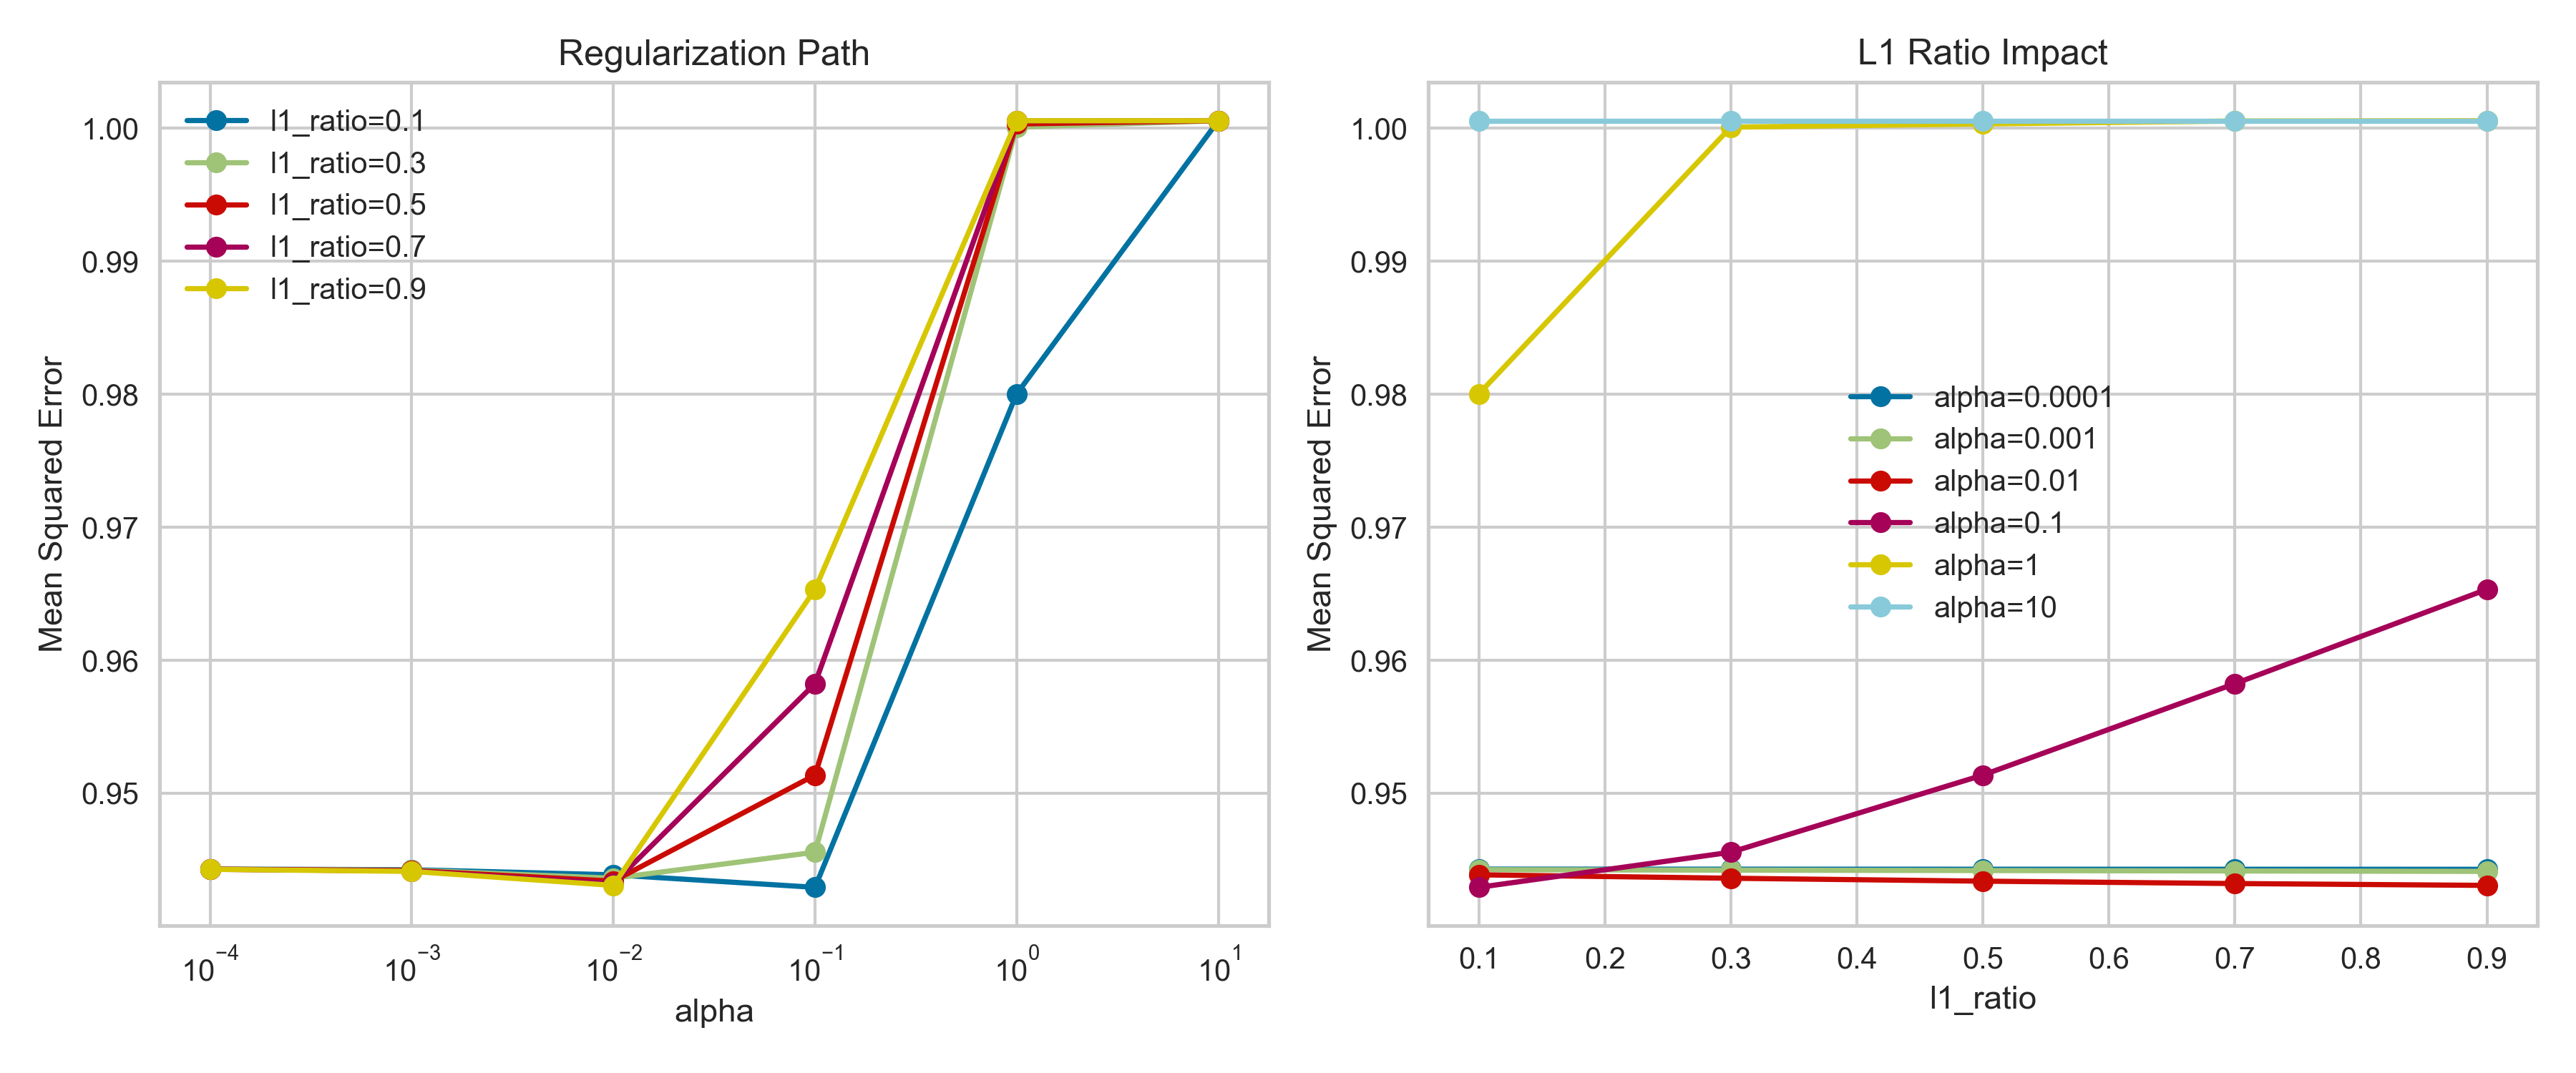 Regularization Path
Mean Squared Error
1.00
0.99
0.98
0.97
0.96
0.95
l1_ratio=0.1
l1_ratio=0.3
l1_ratio=0.5
l1_ratio=0.7
l1_ratio=0.9
10⁻⁴ 10⁻³ 10⁻² 10⁻¹ 10⁰ 10¹
alpha
L1 Ratio Impact
Mean Squared Error
1.00
0.99
0.98
0.97
0.96
0.95
alpha=0.0001
alpha=0.001
alpha=0.01
alpha=0.1
alpha=1
alpha=10
0.1 0.2 0.3 0.4 0.5 0.6 0.7 0.8 0.9
l1_ratio